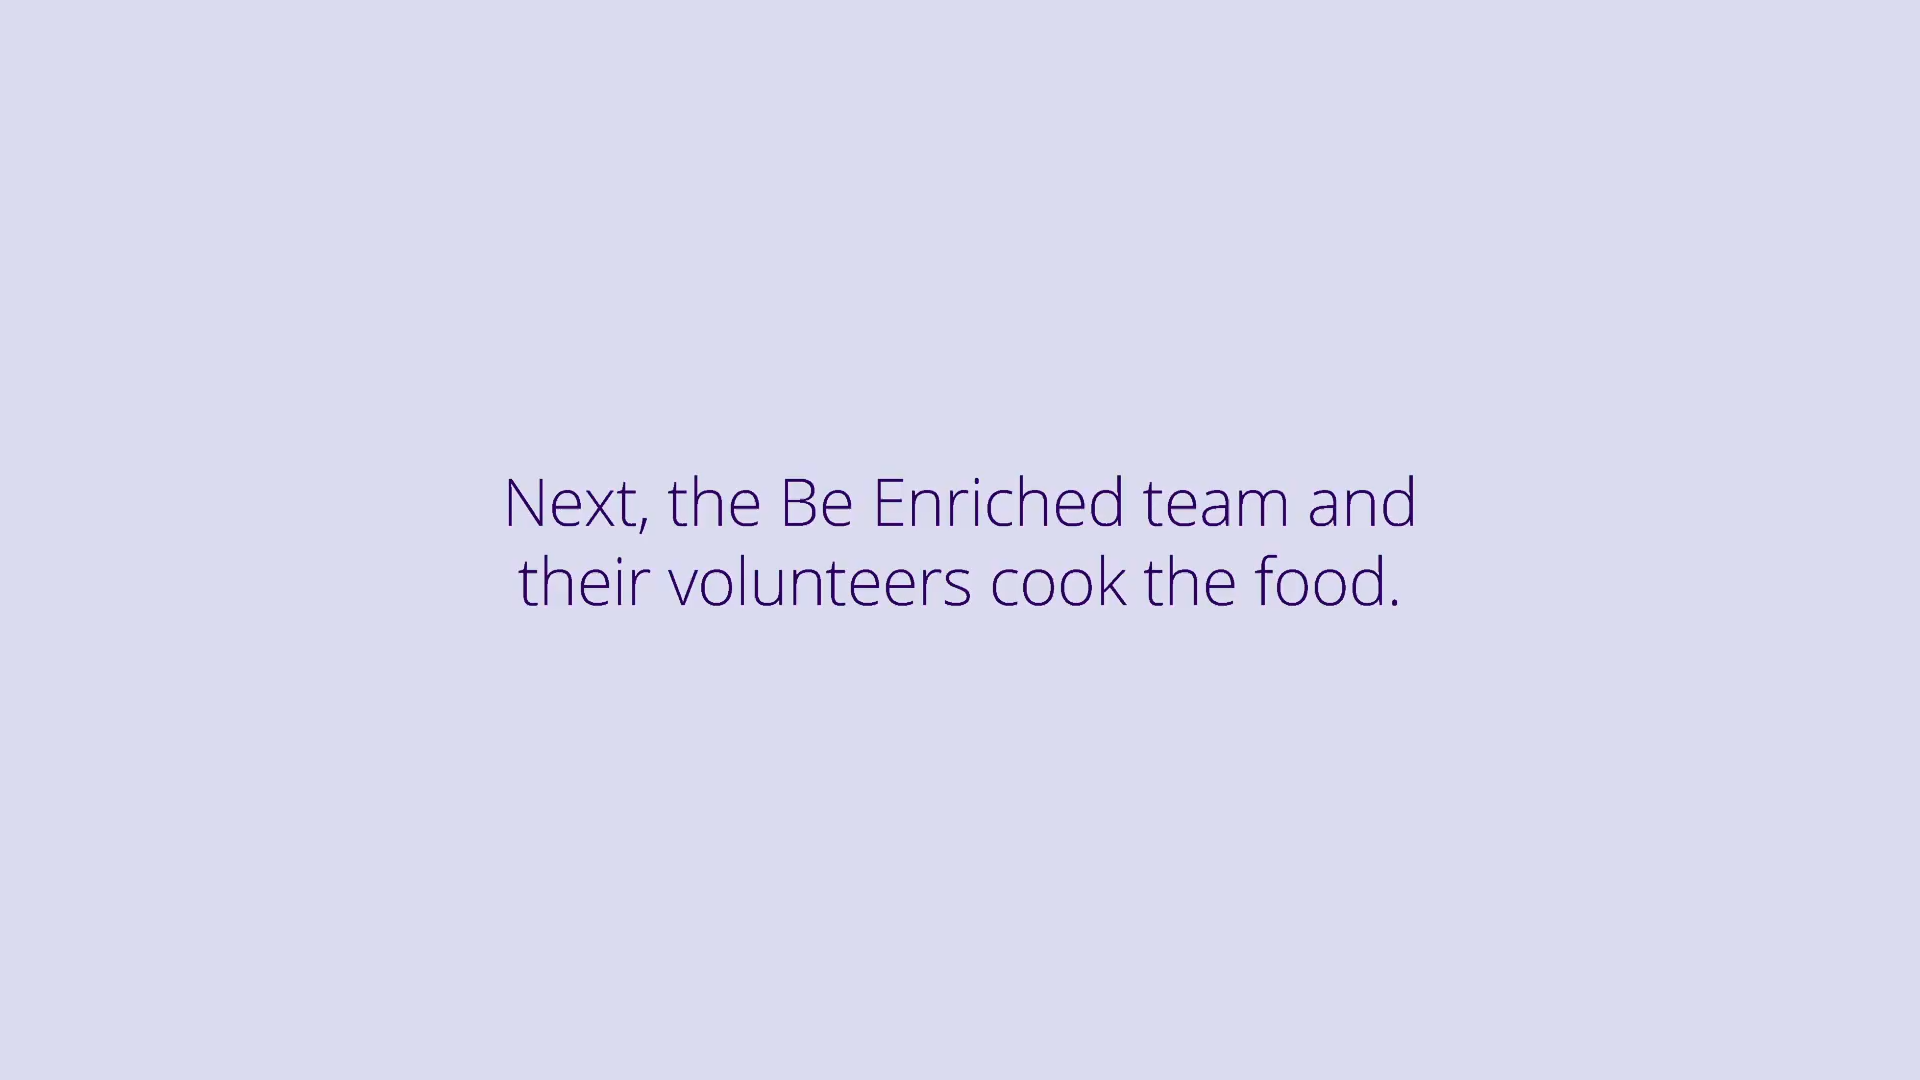 Next, the Be Enriched team and
their volunteers cook the food.